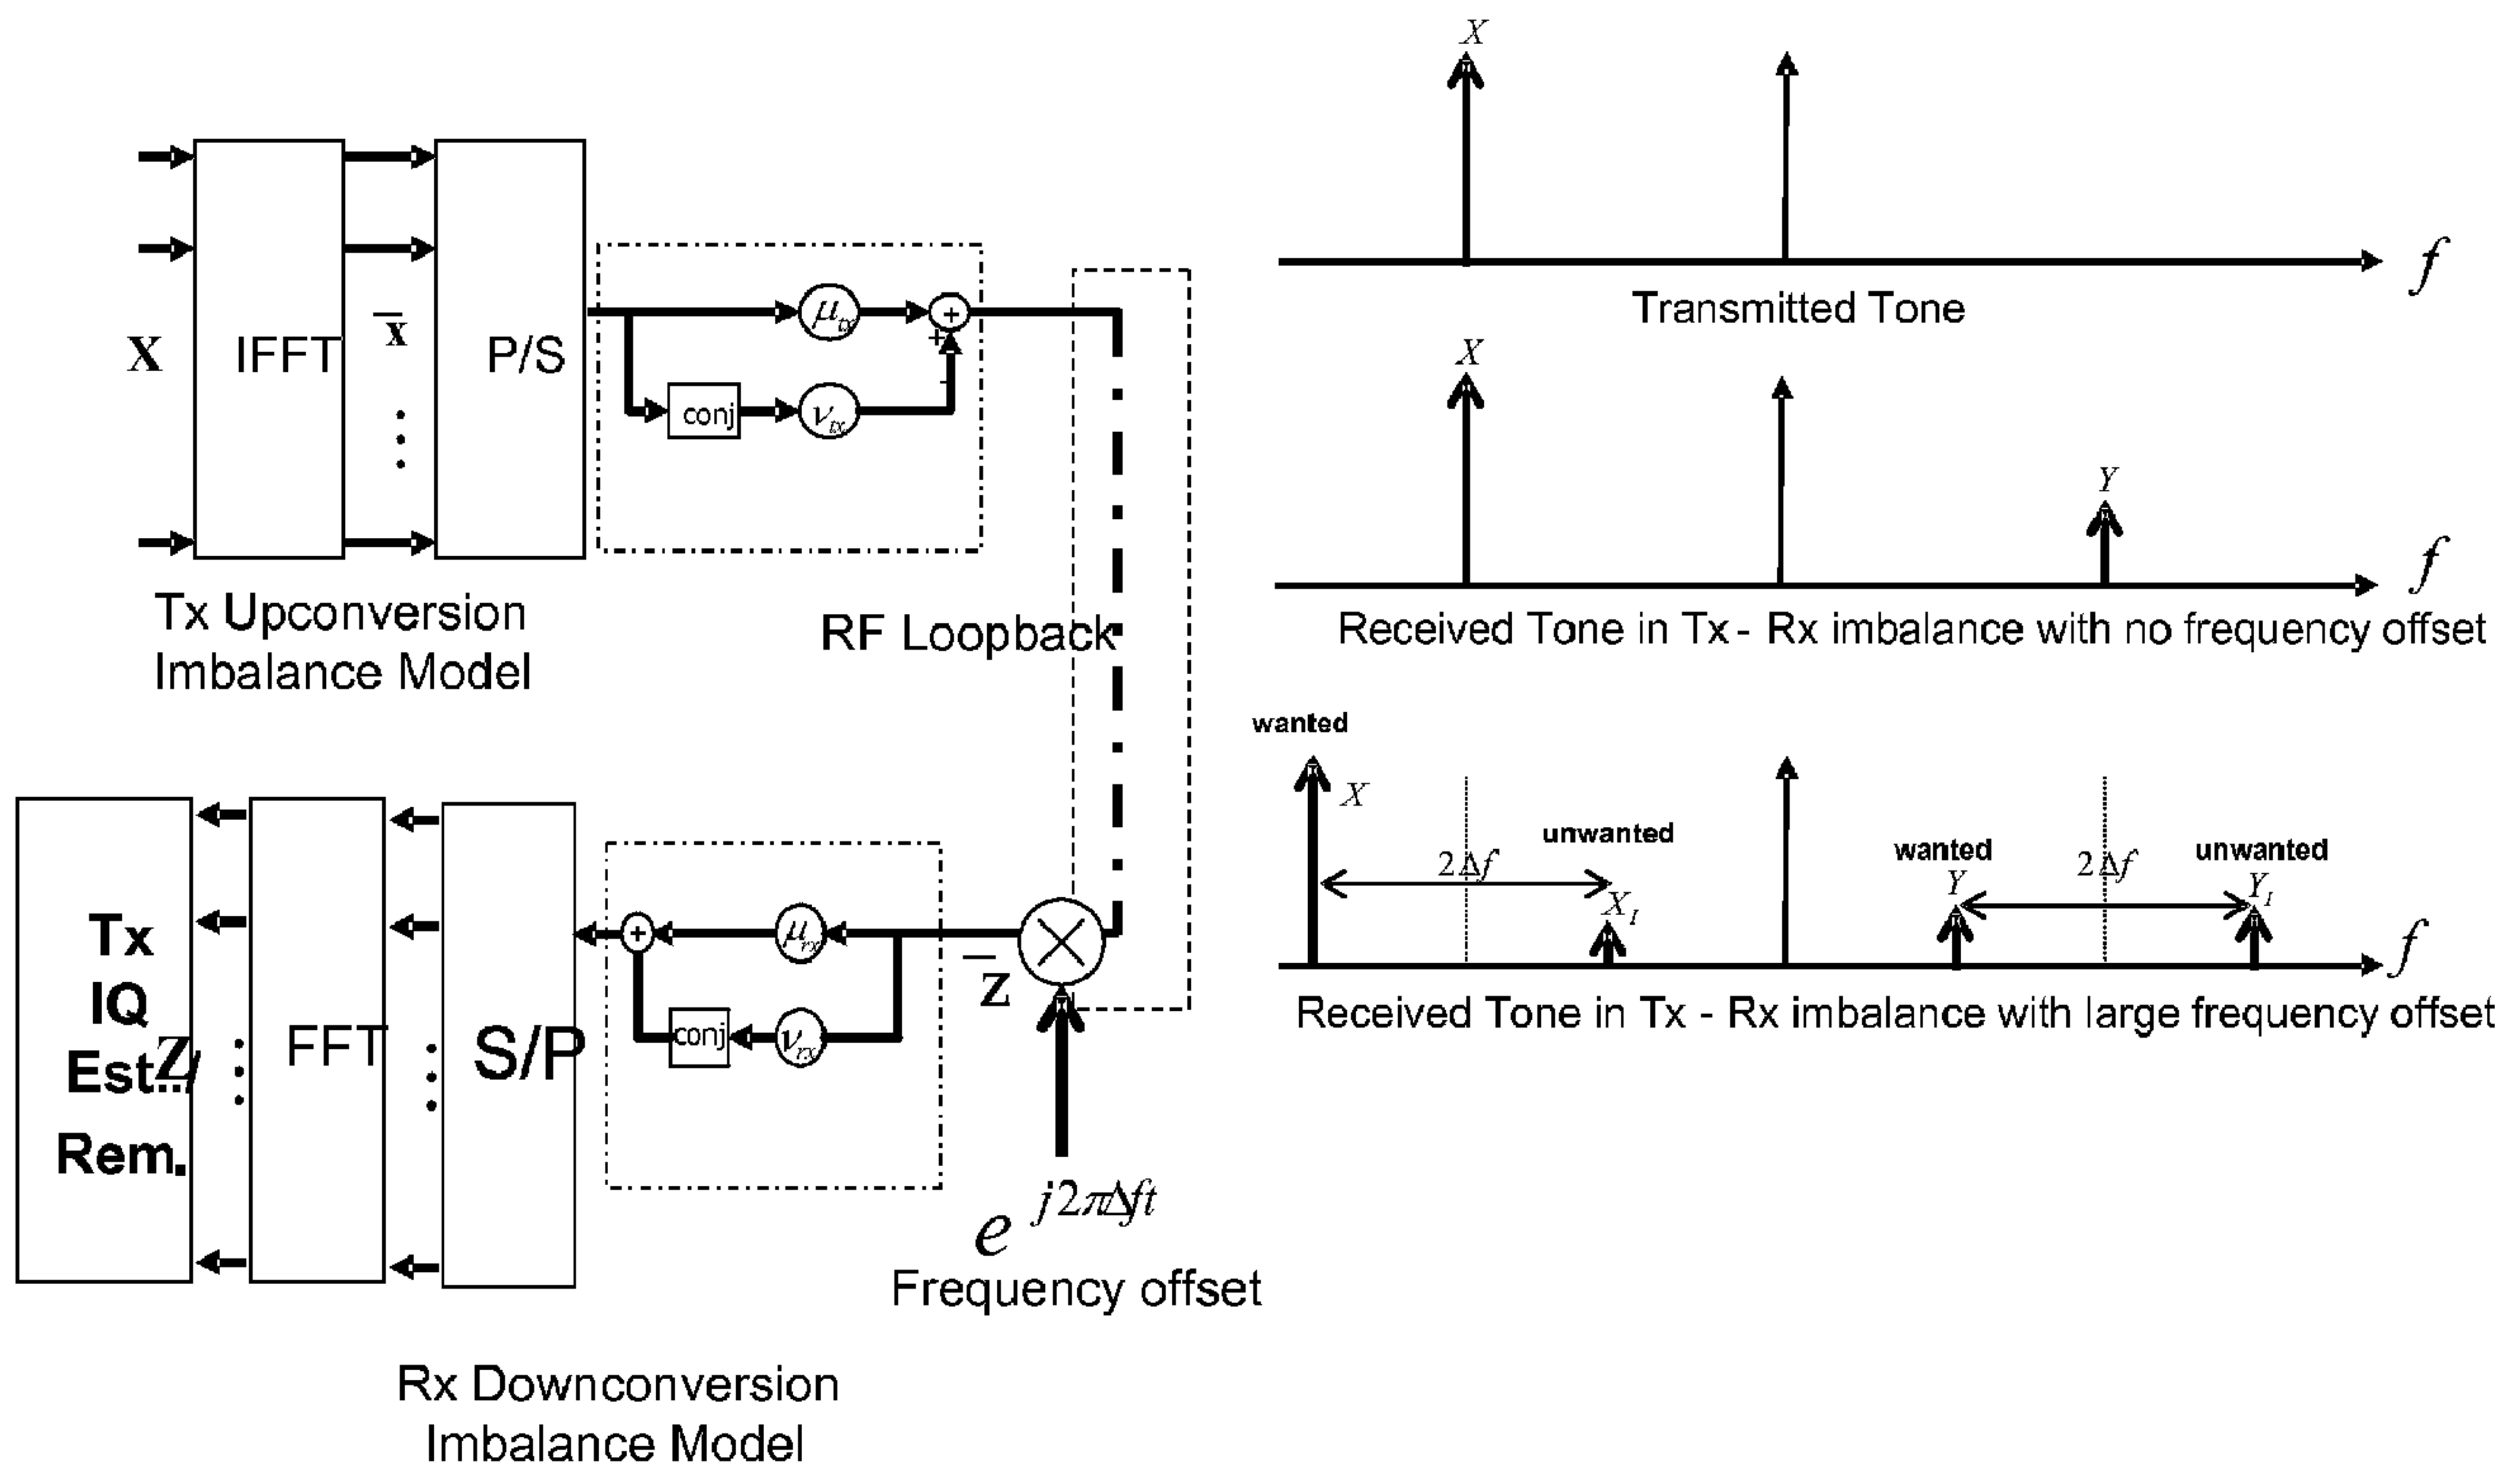 X
IFFT
x̄
P/S
μtx
+
+
-
conj
νtx
Tx Upconversion
Imbalance Model
RF Loopback
Tx
IQ
Est./
Rem.
Z
FFT
S/P
+
μrx
conj
νrx
z̄
e^{j2πΔft}
Frequency offset
Rx Downconversion
Imbalance Model
X
f
Transmitted Tone
X
Y
f
Received Tone in Tx - Rx imbalance with no frequency offset
wanted
X
2Δf
unwanted
X_I
wanted
Y
2Δf
unwanted
Y_I
f
Received Tone in Tx - Rx imbalance with large frequency offset